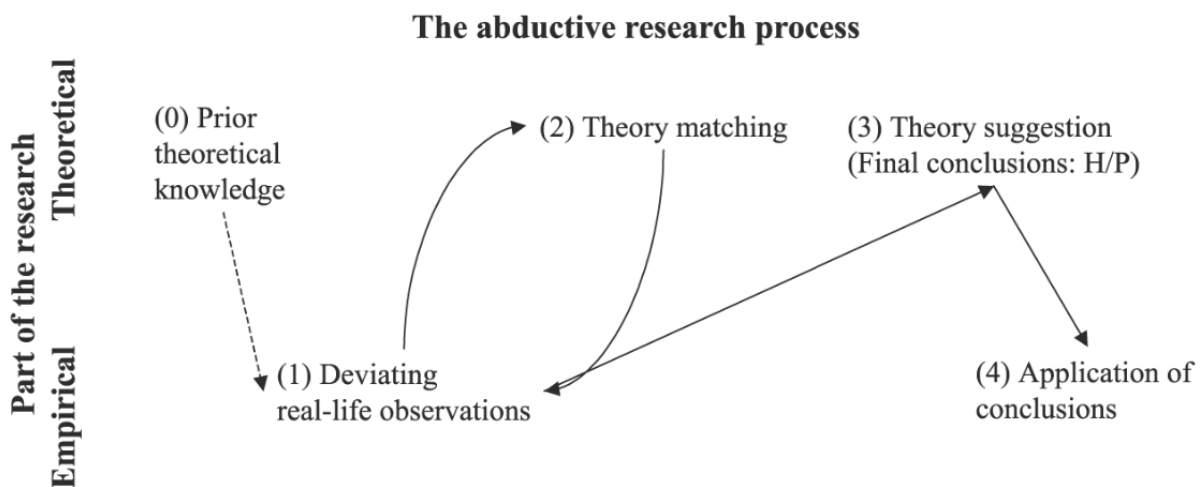 The abductive research process
Part of the research
Theoretical
Empirical
(0) Prior
theoretical
knowledge
(2) Theory matching
(3) Theory suggestion
(Final conclusions: H/P)
(1) Deviating
real-life observations
(4) Application of
conclusions